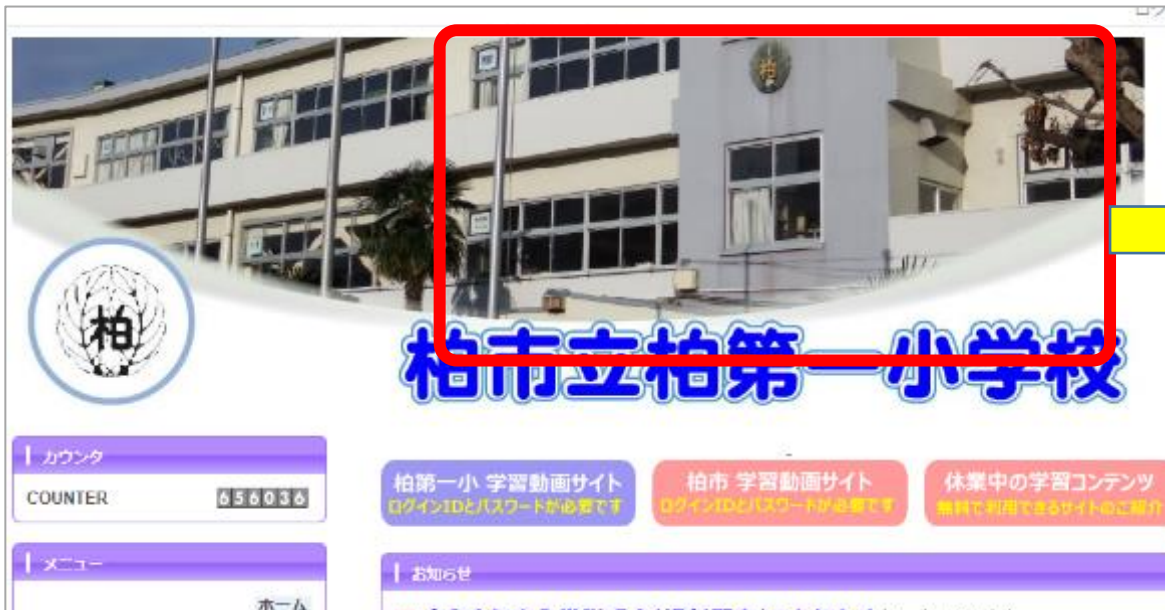 柏
柏
柏市立柏第一小学校
カウンタ
COUNTER 656036
柏第一小 学習動画サイト
ログインIDとパスワードが必要です
柏市 学習動画サイト
ログインIDとパスワードが必要です
休業中の学習コンテンツ
無料で利用できるサイトのご紹介
メニュー
ホーム
お知らせ